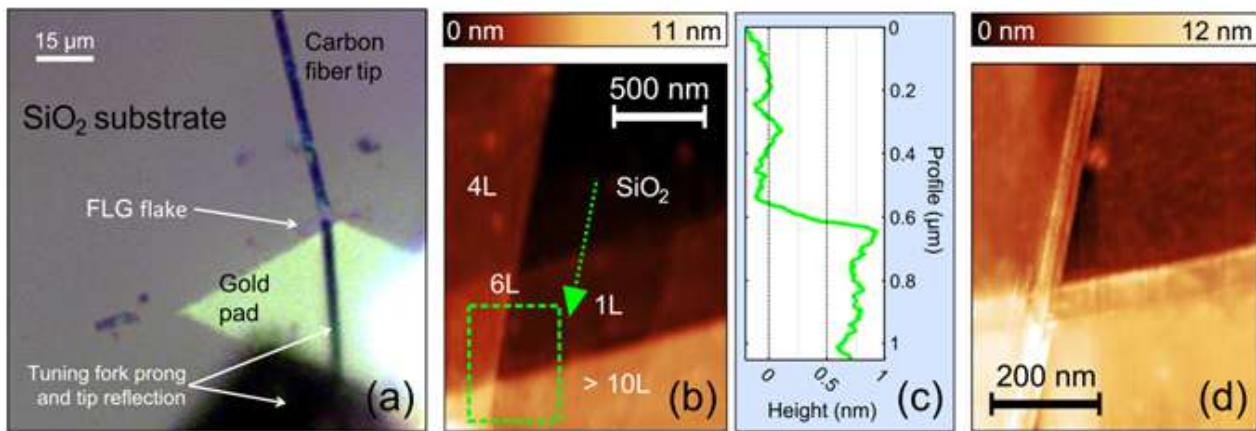 15 µm
Carbon
fiber tip
SiO₂ substrate
FLG flake
Gold
pad
Tuning fork prong
and tip reflection
(a)
0 nm
11 nm
500 nm
4L
SiO₂
6L
1L
> 10L
(b)
0
0.2
0.4
0.6
0.8
1
Profile (µm)
0
0.5
1
Height (nm)
(c)
0 nm
12 nm
200 nm
(d)